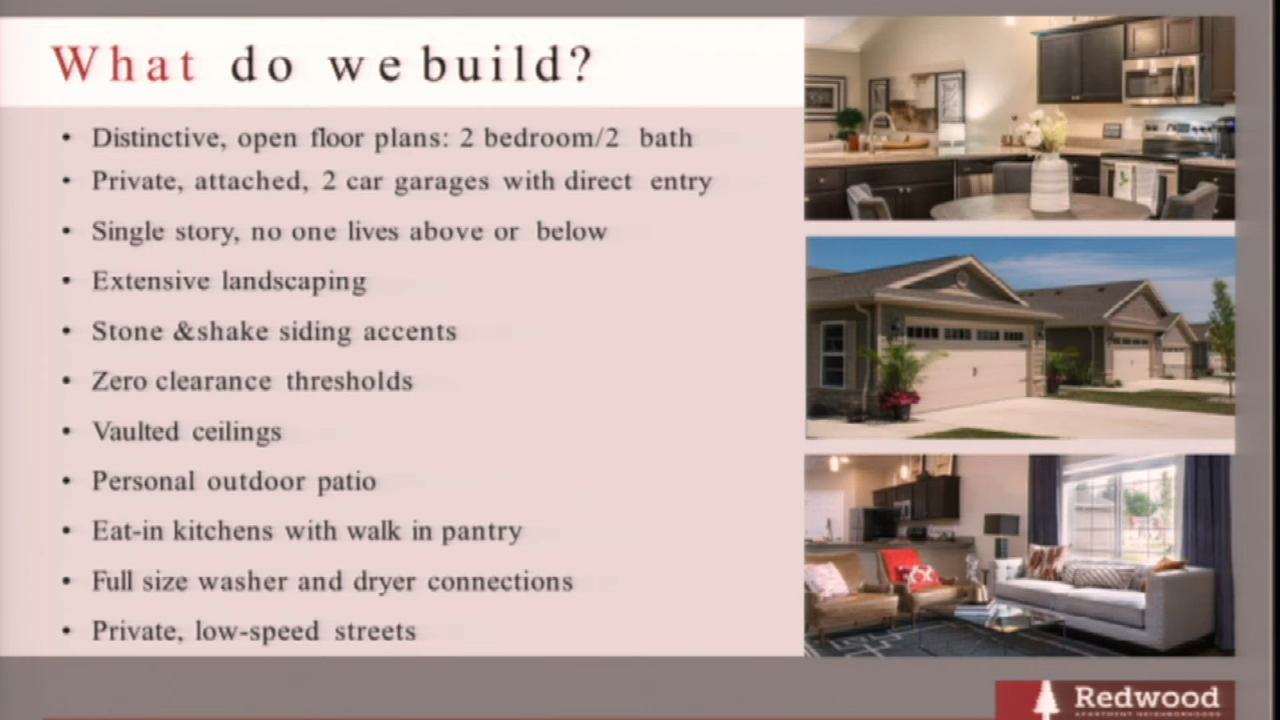 What do we build?
• Distinctive, open floor plans: 2 bedroom/2 bath
• Private, attached, 2 car garages with direct entry
• Single story, no one lives above or below
• Extensive landscaping
• Stone &shake siding accents
• Zero clearance thresholds
• Vaulted ceilings
• Personal outdoor patio
• Eat-in kitchens with walk in pantry
• Full size washer and dryer connections
• Private, low-speed streets
Redwood
APARTMENT NEIGHBORHOODS